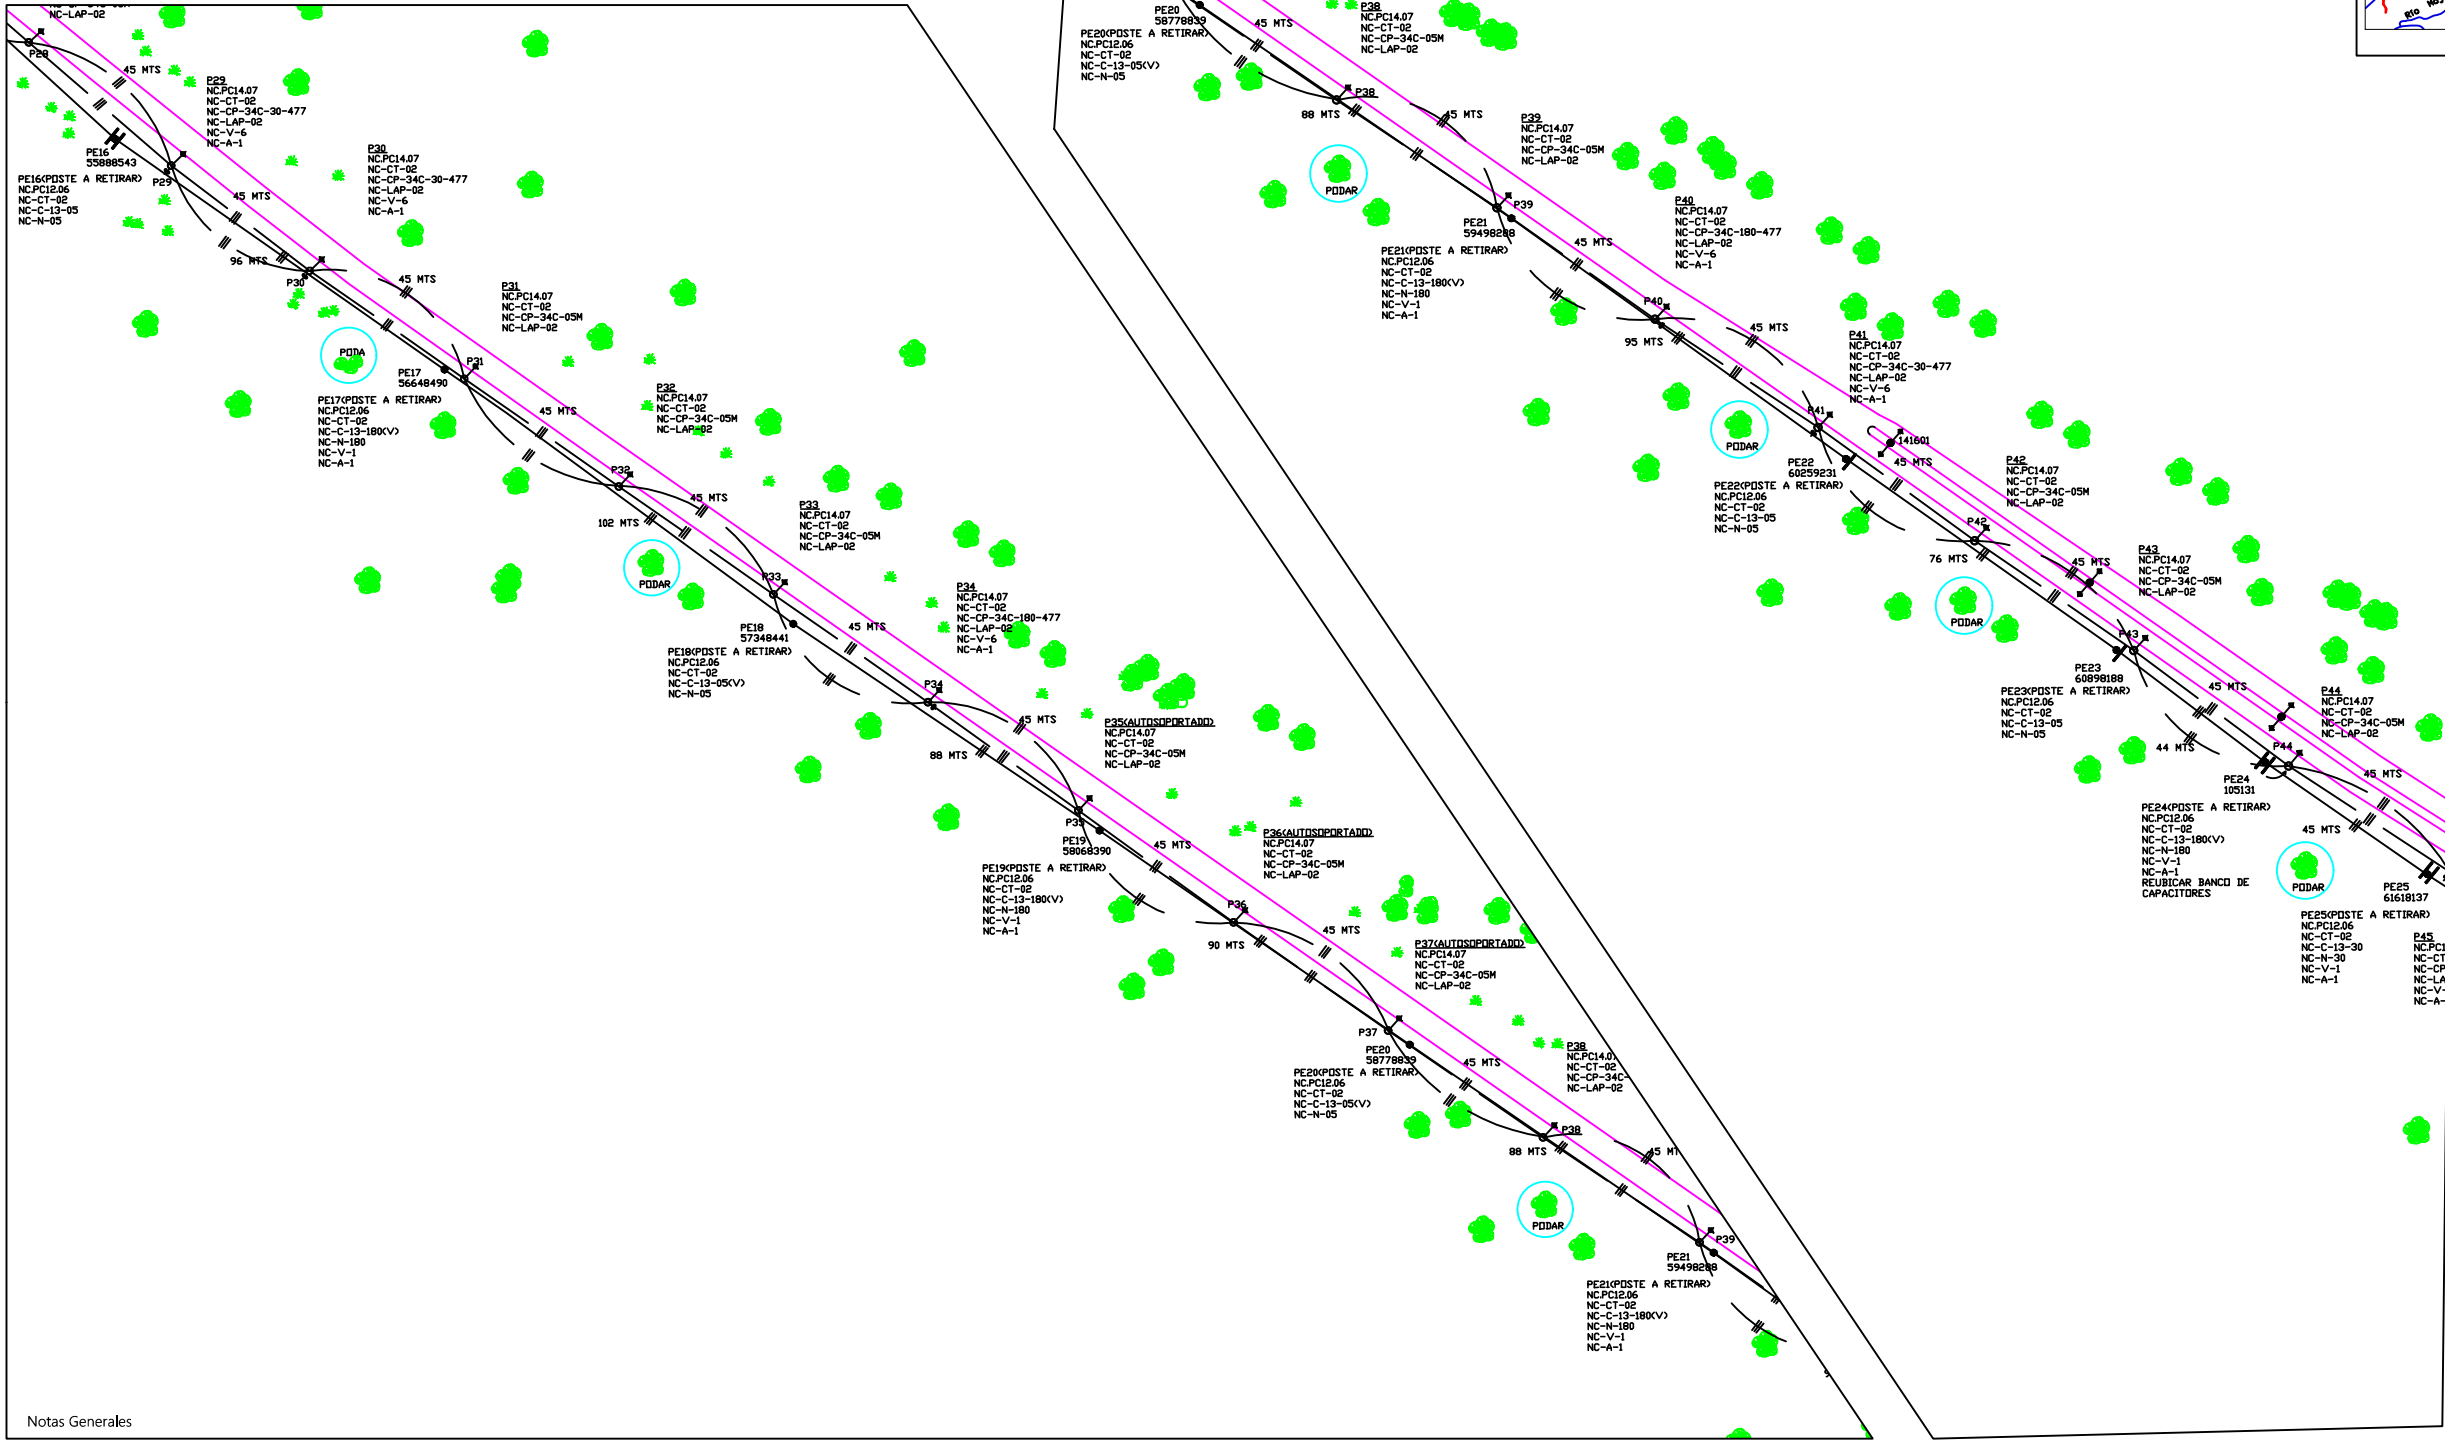 NC-LAP-02
P28
45 MTS
P29
NC.PC14.07
NC-CT-02
NC-CP-34C-30-477
NC-LAP-02
NC-V-6
NC-A-1
PE16
55888543
P29
PE16(POSTE A RETIRAR)
NC.PC12.06
NC-CT-02
NC-C-13-05
NC-N-05
P30
NC.PC14.07
NC-CT-02
NC-CP-34C-30-477
NC-LAP-02
NC-V-6
NC-A-1
45 MTS
96 MTS
P30
45 MTS
P31
NC.PC14.07
NC-CT-02
NC-CP-34C-05M
NC-LAP-02
PODA
P31
PE17
56648490
PE17(POSTE A RETIRAR)
NC.PC12.06
NC-CT-02
NC-C-13-180(V)
NC-N-180
NC-V-1
NC-A-1
45 MTS
P32
NC.PC14.07
NC-CT-02
NC-CP-34C-05M
NC-LAP-02
P32
45 MTS
102 MTS
P33
NC.PC14.07
NC-CT-02
NC-CP-34C-05M
NC-LAP-02
PODAR
P33
PE18
57348441
PE18(POSTE A RETIRAR)
NC.PC12.06
NC-CT-02
NC-C-13-05(V)
NC-N-05
45 MTS
P34
NC.PC14.07
NC-CT-02
NC-CP-34C-180-477
NC-LAP-02
NC-V-6
NC-A-1
P34
45 MTS
88 MTS
P35(AUTOSOPORTADO)
NC.PC14.07
NC-CT-02
NC-CP-34C-05M
NC-LAP-02
P35
PE19
58068390
PE19(POSTE A RETIRAR)
NC.PC12.06
NC-CT-02
NC-C-13-180(V)
NC-N-180
NC-V-1
NC-A-1
45 MTS
P36(AUTOSOPORTADO)
NC.PC14.07
NC-CT-02
NC-CP-34C-05M
NC-LAP-02
P36
90 MTS
45 MTS
P37(AUTOSOPORTADO)
NC.PC14.07
NC-CT-02
NC-CP-34C-05M
NC-LAP-02
P37
PE20
58778839
PE20(POSTE A RETIRAR)
NC.PC12.06
NC-CT-02
NC-C-13-05(V)
NC-N-05
45 MTS
P38
NC.PC14.07
NC-CT-02
NC-CP-34C-
NC-LAP-02
P38
88 MTS
45 MT
PODAR
P39
PE21
59498288
PE21(POSTE A RETIRAR)
NC.PC12.06
NC-CT-02
NC-C-13-180(V)
NC-N-180
NC-V-1
NC-A-1
Notas Generales
PE20
58778839
PE20(POSTE A RETIRAR)
NC.PC12.06
NC-CT-02
NC-C-13-05(V)
NC-N-05
45 MTS
P38
NC.PC14.07
NC-CT-02
NC-CP-34C-05M
NC-LAP-02
P38
88 MTS
45 MTS
PODAR
P39
NC.PC14.07
NC-CT-02
NC-CP-34C-05M
NC-LAP-02
P39
PE21
59498288
PE21(POSTE A RETIRAR)
NC.PC12.06
NC-CT-02
NC-C-13-180(V)
NC-N-180
NC-V-1
NC-A-1
45 MTS
P40
NC.PC14.07
NC-CT-02
NC-CP-34C-180-477
NC-LAP-02
NC-V-6
NC-A-1
P40
95 MTS
45 MTS
P41
NC.PC14.07
NC-CT-02
NC-CP-34C-30-477
NC-LAP-02
NC-V-6
NC-A-1
PODAR
P41
141601
45 MTS
PE22
60259231
PE22(POSTE A RETIRAR)
NC.PC12.06
NC-CT-02
NC-C-13-05
NC-N-05
P42
NC.PC14.07
NC-CT-02
NC-CP-34C-05M
NC-LAP-02
P42
76 MTS
45 MTS
PODAR
P43
NC.PC14.07
NC-CT-02
NC-CP-34C-05M
NC-LAP-02
P43
PE23
60898188
PE23(POSTE A RETIRAR)
NC.PC12.06
NC-CT-02
NC-C-13-05
NC-N-05
45 MTS
44 MTS
P44
NC.PC14.07
NC-CT-02
NC-CP-34C-05M
NC-LAP-02
P44
PE24
105131
PE24(POSTE A RETIRAR)
NC.PC12.06
NC-CT-02
NC-C-13-180(V)
NC-N-180
NC-V-1
NC-A-1
REUBICAR BANCO DE
CAPACITORES
45 MTS
45 MTS
PODAR
PE25
61618137
PE25(POSTE A RETIRAR)
NC.PC12.06
NC-CT-02
NC-C-13-30
NC-N-30
NC-V-1
NC-A-1
P45
NC.PC1
NC-CT
NC-CP
NC-LA
NC-V-
NC-A-
Río